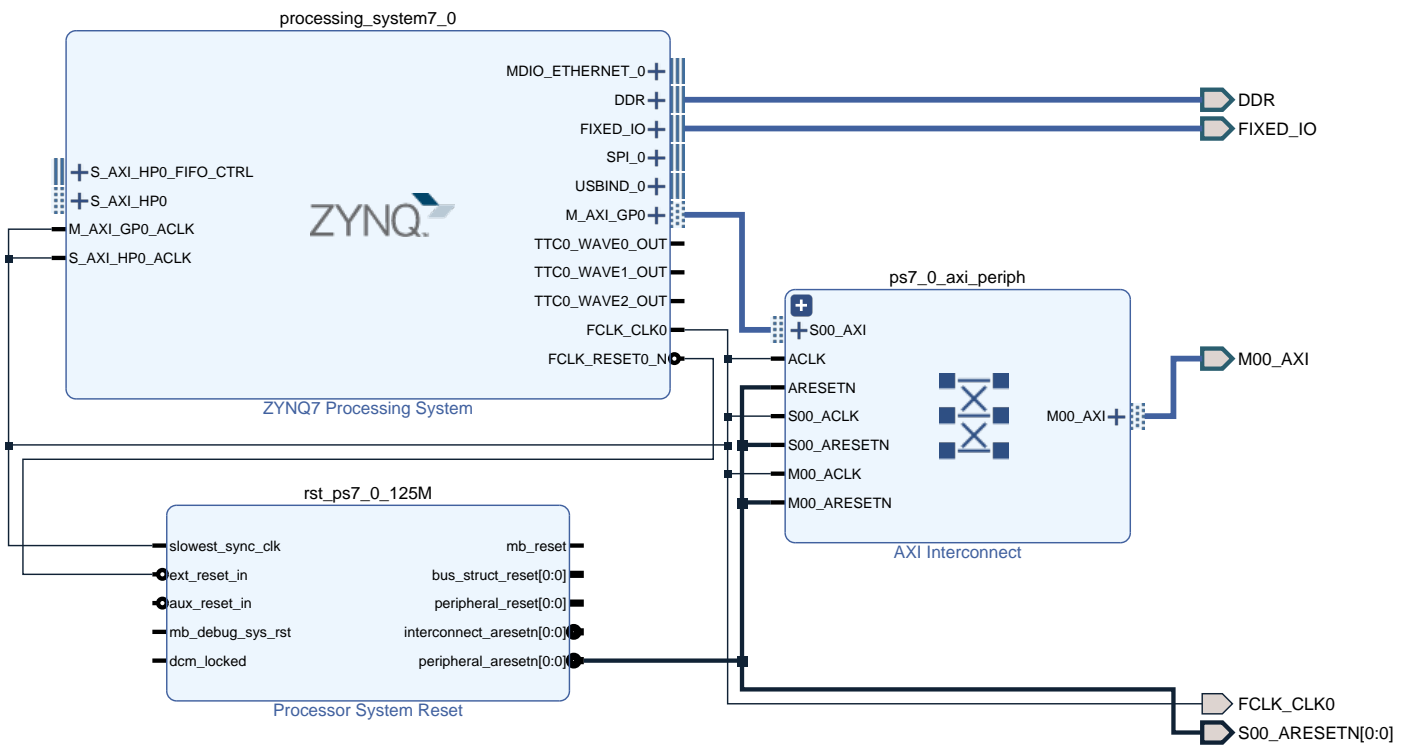 processing_system7_0
MDIO_ETHERNET_0
DDR
FIXED_IO
SPI_0
USBIND_0
M_AXI_GP0
TTC0_WAVE0_OUT
TTC0_WAVE1_OUT
TTC0_WAVE2_OUT
FCLK_CLK0
FCLK_RESET0_N
S_AXI_HP0_FIFO_CTRL
S_AXI_HP0
M_AXI_GP0_ACLK
S_AXI_HP0_ACLK
ZYNQ
ZYNQ7 Processing System
DDR
FIXED_IO
ps7_0_axi_periph
S00_AXI
ACLK
ARESETN
S00_ACLK
S00_ARESETN
M00_ACLK
M00_ARESETN
M00_AXI
AXI Interconnect
M00_AXI
rst_ps7_0_125M
slowest_sync_clk
ext_reset_in
aux_reset_in
mb_debug_sys_rst
dcm_locked
mb_reset
bus_struct_reset[0:0]
peripheral_reset[0:0]
interconnect_aresetn[0:0]
peripheral_aresetn[0:0]
Processor System Reset
FCLK_CLK0
S00_ARESETN[0:0]